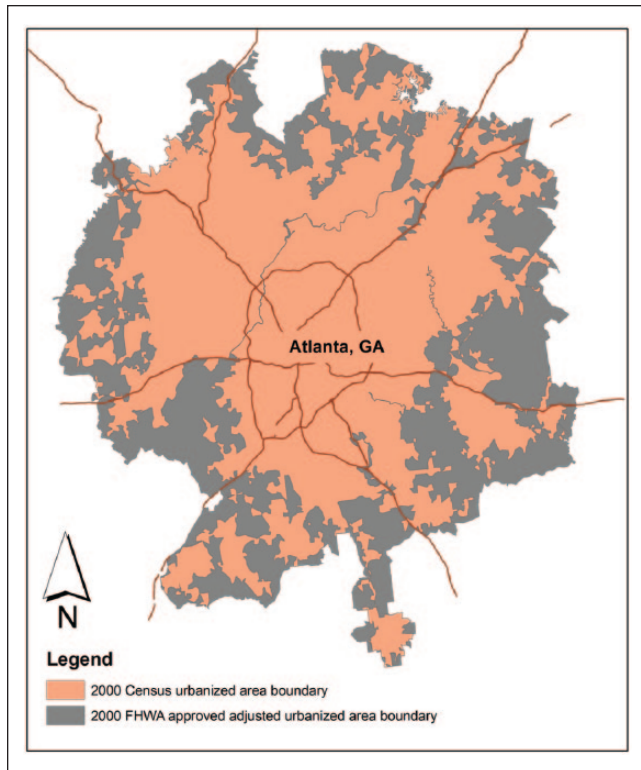 Atlanta, GA
N
Legend
2000 Census urbanized area boundary
2000 FHWA approved adjusted urbanized area boundary